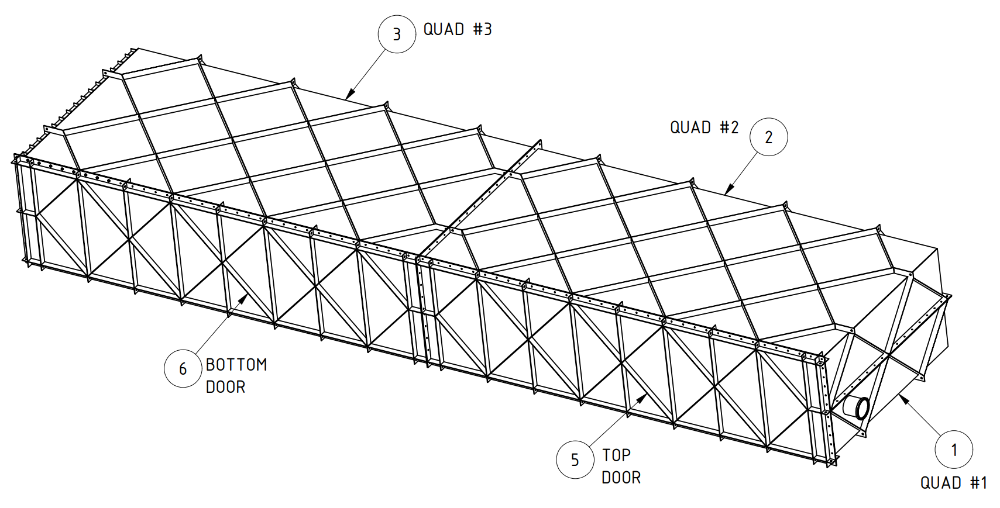 3 QUAD #3
QUAD #2 2
6 BOTTOM
DOOR
5 TOP
DOOR
1
QUAD #1